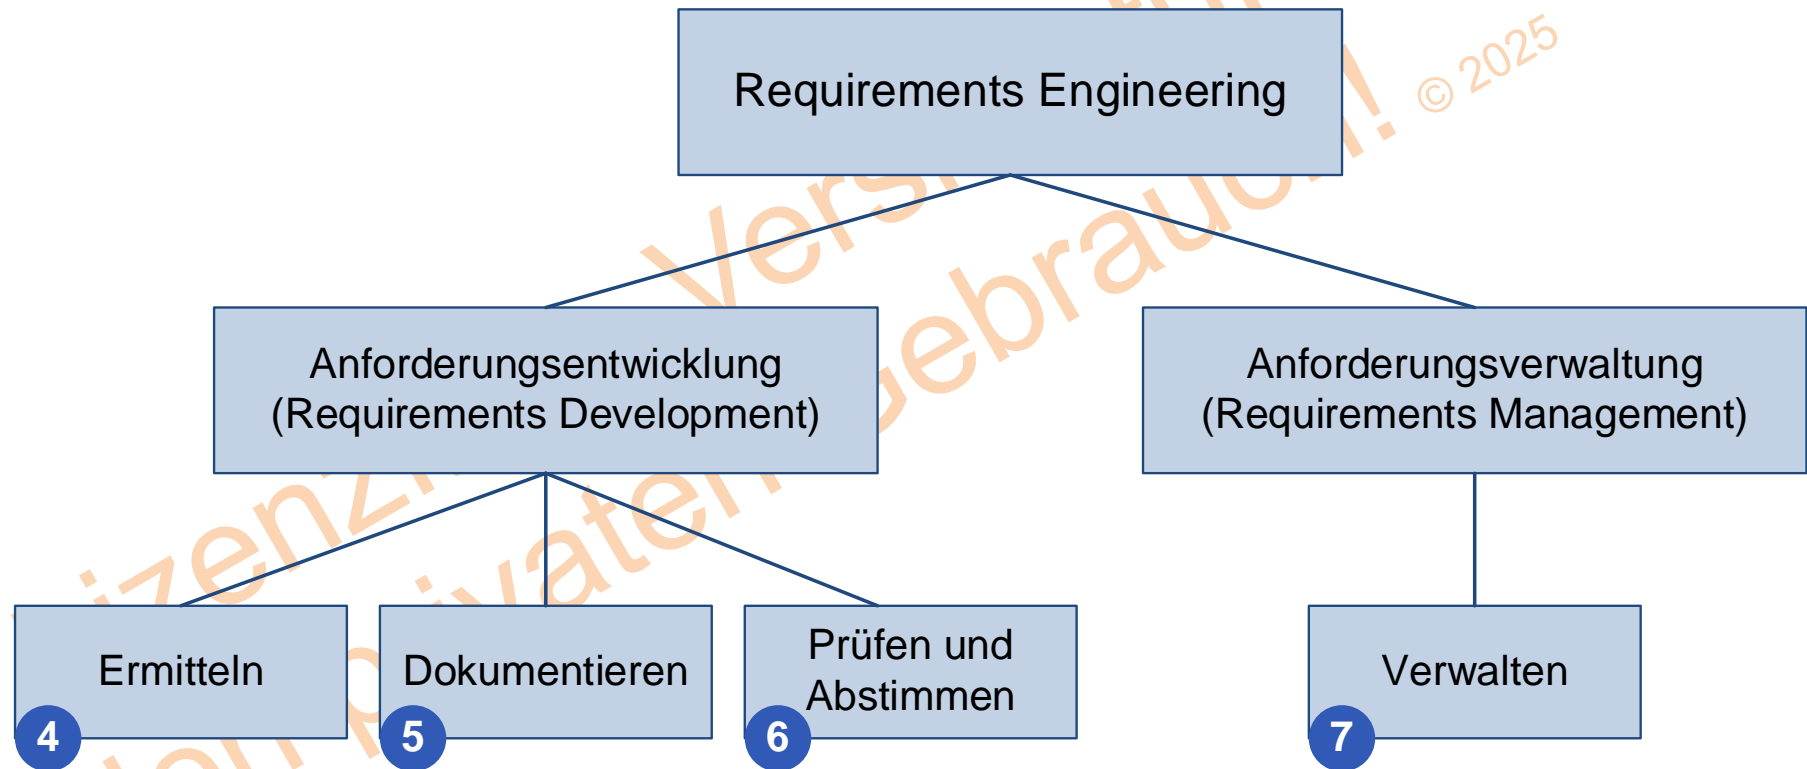 Requirements Engineering
© 2025
Anforderungsentwicklung
(Requirements Development)
Anforderungsverwaltung
(Requirements Management)
Ermitteln
Dokumentieren
Prüfen und
Abstimmen
Verwalten
4
5
6
7